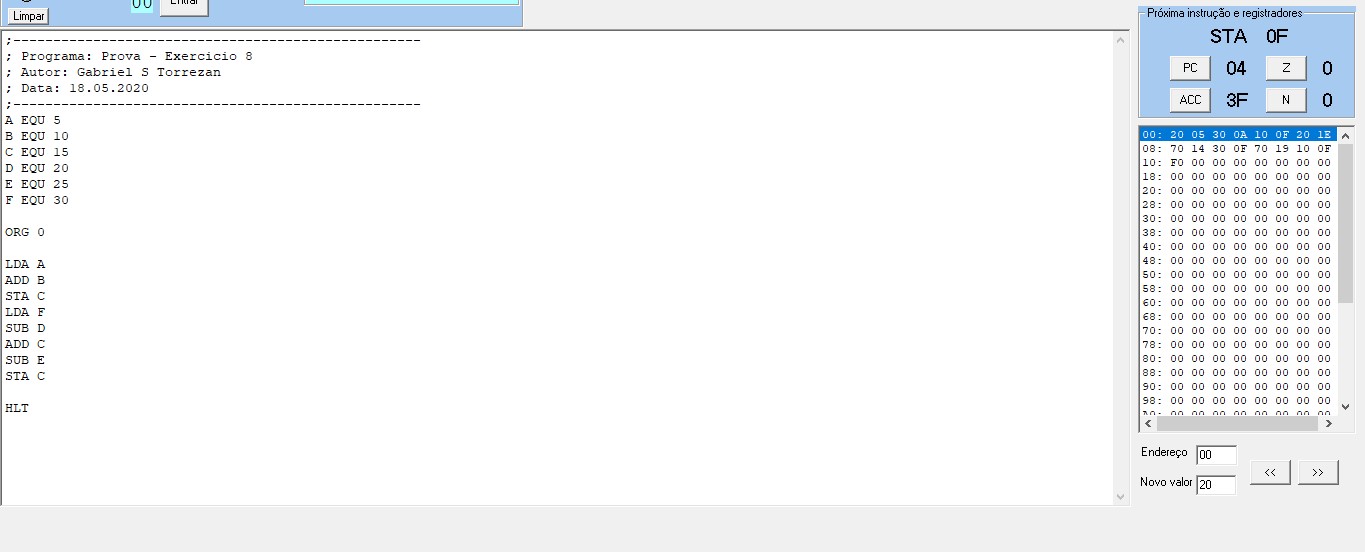 00
Entrar
Limpar
;---------------------------------------------------
; Programa: Prova - Exercicio 8
; Autor: Gabriel S Torrezan
; Data: 18.05.2020
;---------------------------------------------------
A EQU 5
B EQU 10
C EQU 15
D EQU 20
E EQU 25
F EQU 30
ORG 0
LDA A
ADD B
STA C
LDA F
SUB D
ADD C
SUB E
STA C
HLT
Próxima instrução e registradores
STA 0F
PC 04 Z 0
ACC 3F N 0
00: 20 05 30 0A 10 0F 20 1E
08: 70 14 30 0F 70 19 10 0F
10: F0 00 00 00 00 00 00 00
18: 00 00 00 00 00 00 00 00
20: 00 00 00 00 00 00 00 00
28: 00 00 00 00 00 00 00 00
30: 00 00 00 00 00 00 00 00
38: 00 00 00 00 00 00 00 00
40: 00 00 00 00 00 00 00 00
48: 00 00 00 00 00 00 00 00
50: 00 00 00 00 00 00 00 00
58: 00 00 00 00 00 00 00 00
60: 00 00 00 00 00 00 00 00
68: 00 00 00 00 00 00 00 00
70: 00 00 00 00 00 00 00 00
78: 00 00 00 00 00 00 00 00
80: 00 00 00 00 00 00 00 00
88: 00 00 00 00 00 00 00 00
90: 00 00 00 00 00 00 00 00
98: 00 00 00 00 00 00 00 00
Endereço 00
<< >>
Novo valor 20